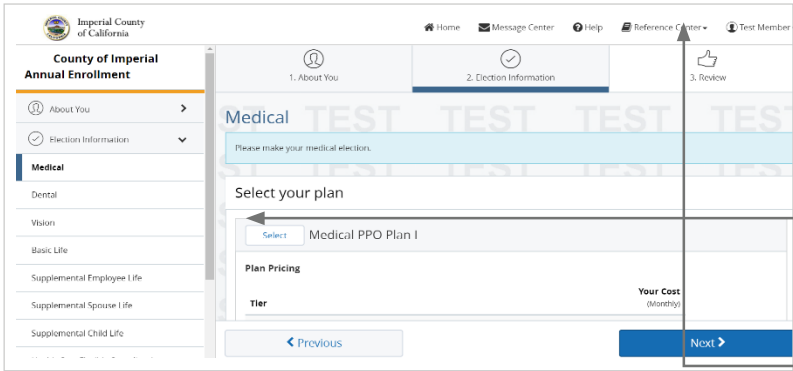 Imperial County
of California
Home Message Center Help Reference Center Test Member
County of Imperial
Annual Enrollment
About You
Election Information
Medical
Dental
Vision
Basic Life
Supplemental Employee Life
Supplemental Spouse Life
Supplemental Child Life
1. About You 2. Election Information 3. Review
TEST TEST TEST
Medical
Please make your medical election.
Select your plan
Select Medical PPO Plan I
Plan Pricing
Your Cost
Tier (Monthly)
Previous Next